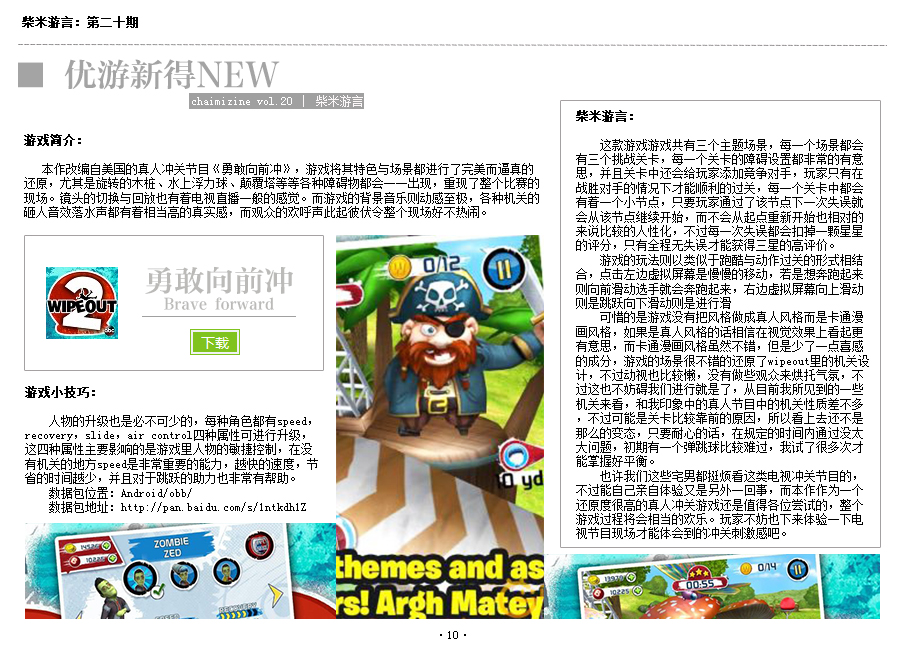 柴米游言：第二十期
优游新得NEW
chaimizine vol.20 | 柴米游言
游戏简介：
本作改编自美国的真人冲关节目《勇敢向前冲》，游戏将其特色与场景都进行了完美而逼真的
还原，尤其是旋转的木桩、水上浮力球、颠覆塔等等各种障碍物都会一一出现，重现了整个比赛的
现场。镜头的切换与回放也有着电视直播一般的感觉。而游戏的背景音乐则动感至极，各种机关的
砸人音效落水声都有着相当高的真实感，而观众的欢呼声此起彼伏令整个现场好不热闹。
WIPEOUT
2
abc
勇敢向前冲
Brave forward
下载
游戏小技巧：
人物的升级也是必不可少的，每种角色都有speed，
recovery，slide，air control四种属性可进行升级，
这四种属性主要影响的是游戏里人物的敏捷控制，在没
有机关的地方speed是非常重要的能力，越快的速度，节
省的时间越少，并且对于跳跃的助力也非常有帮助。
数据包位置：Android/obb/
数据包地址：http://pan.baidu.com/s/1ntkdh1Z
ZOMBIE
ZED
SPEED
RECOVERY
0/12
10 yd
themes and as
rs! Argh Matey
柴米游言：
这款游戏游戏共有三个主题场景，每一个场景都会
有三个挑战关卡，每一个关卡的障碍设置都非常的有意
思，并且关卡中还会给玩家添加竞争对手，玩家只有在
战胜对手的情况下才能顺利的过关，每一个关卡中都会
有着一个小节点，只要玩家通过了该节点下一次失误就
会从该节点继续开始，而不会从起点重新开始也相对的
来说比较的人性化，不过每一次失误都会扣掉一颗星星
的评分，只有全程无失误才能获得三星的高评价。
游戏的玩法则以类似于跑酷与动作过关的形式相结
合，点击左边虚拟屏幕是慢慢的移动，若是想奔跑起来
则向前滑动选手就会奔跑起来，右边虚拟屏幕向上滑动
则是跳跃向下滑动则是进行滑
可惜的是游戏没有把风格做成真人风格而是卡通漫
画风格，如果是真人风格的话相信在视觉效果上看起更
有意思，而卡通漫画风格虽然不错，但是少了一点喜感
的成分，游戏的场景很不错的还原了wipeout里的机关设
计，不过动视也比较懒，没有做些观众来烘托气氛，不
过这也不妨碍我们进行就是了，从目前我所见到的一些
机关来看，和我印象中的真人节目中的机关性质差不多
，不过可能是关卡比较靠前的原因，所以看上去还不是
那么的变态，只要耐心的话，在规定的时间内通过没太
大问题，初期有一个弹跳球比较难过，我试了很多次才
能掌握好平衡。
也许我们这些宅男都挺烦看这类电视冲关节目的，
不过能自己亲自体验又是另外一回事，而本作作为一个
还原度很高的真人冲关游戏还是值得各位尝试的，整个
游戏过程将会相当的欢乐。玩家不妨也下来体验一下电
视节目现场才能体会到的冲关刺激感吧。
00:55
0/14
10225
· 10 ·